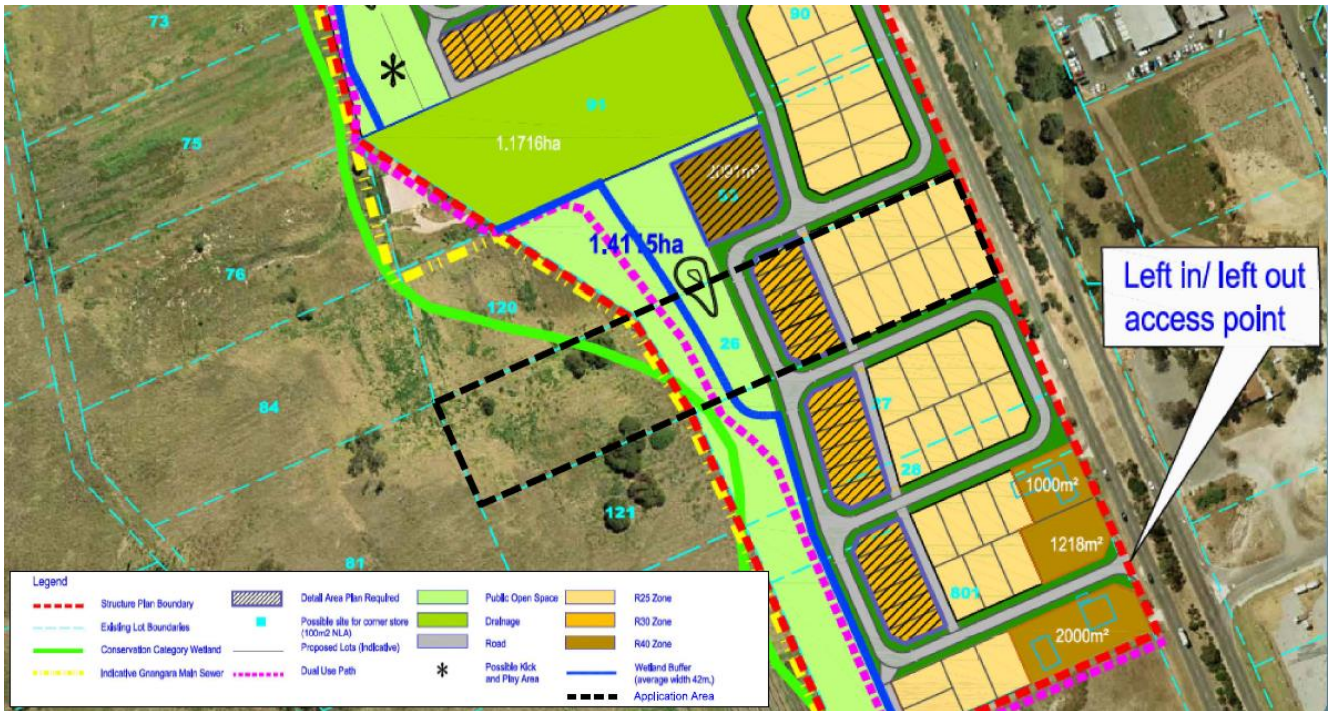 73
90
91
75
1.1716ha
2091m²
53
1.4115ha
76
120
26
Left in/ left out
access point
84
27
28
1000m²
121
1218m²
81
801
2000m²
Legend
Structure Plan Boundary
Existing Lot Boundaries
Conservation Category Wetland
Indicative Gnangara Main Sewer
Detail Area Plan Required
Possible site for corner store
(100m2 NLA)
Proposed Lots (Indicative)
Dual Use Path
Public Open Space
Drainage
Road
Possible Kick
and Play Area
R25 Zone
R30 Zone
R40 Zone
Wetland Buffer
(average width 42m.)
Application Area